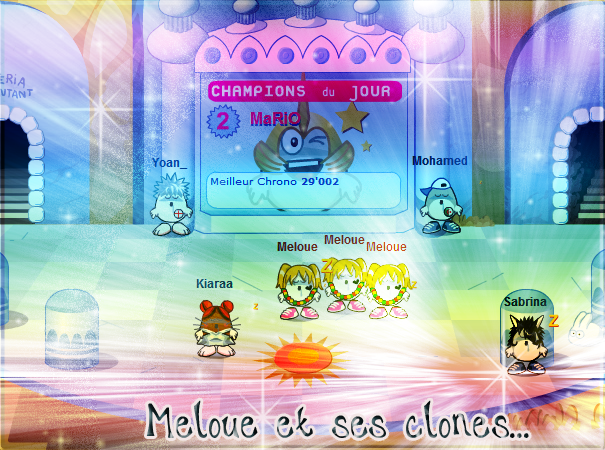 ERIA
UTANT
CHAMPIONS du JOUR
2 MaRIO
Meilleur Chrono 29'002
Yoan_
Mohamed
Meloue Meloue Meloue
Z
Kiaraa
z
Sabrina
Z
Meloue et ses clones...